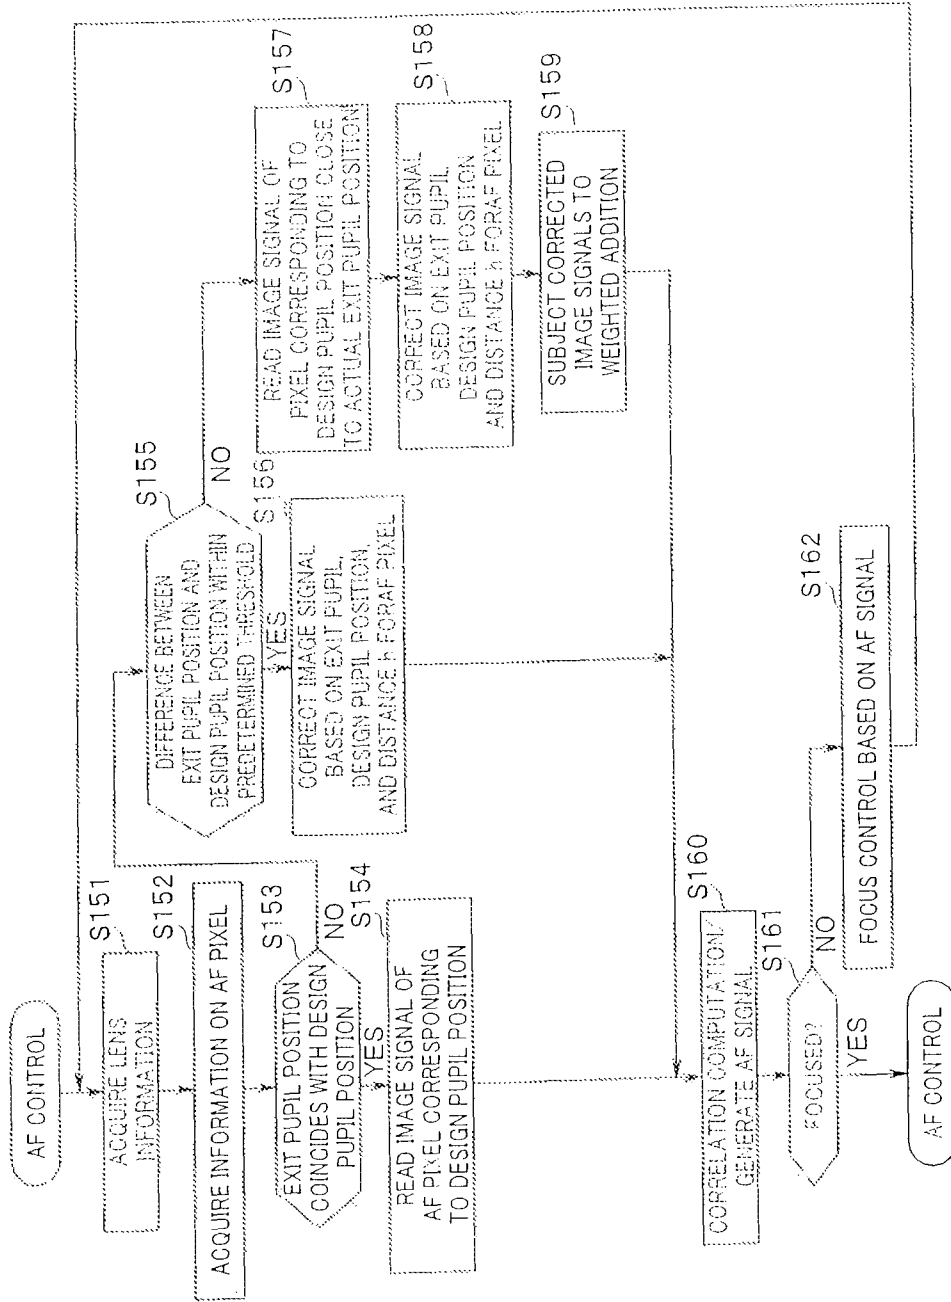 AF CONTROL
S151
ACQUIRE LENS
INFORMATION
S152
ACQUIRE INFORMATION ON AF PIXEL
S153
EXIT PUPIL POSITION
COINCIDES WITH DESIGN
PUPIL POSITION
NO
YES
S154
READ IMAGE SIGNAL OF
AF PIXEL CORRESPONDING
TO DESIGN PUPIL POSITION
S155
DIFFERENCE BETWEEN
EXIT PUPIL POSITION AND
DESIGN PUPIL POSITION WITHIN
PREDETERMINED THRESHOLD
NO
YES
S156
CORRECT IMAGE SIGNAL
BASED ON EXIT PUPIL,
DESIGN PUPIL POSITION,
AND DISTANCE h FORAF PIXEL
S157
READ IMAGE SIGNAL OF
PIXEL CORRESPONDING TO
DESIGN PUPIL POSITION CLOSE
TO ACTUAL EXIT PUPIL POSITION
S158
CORRECT IMAGE SIGNAL
BASED ON EXIT PUPIL,
DESIGN PUPIL POSITION
AND DISTANCE h FORAF PIXEL
S159
SUBJECT CORRECTED
IMAGE SIGNALS TO
WEIGHTED ADDITION
S160
CORRELATION COMPUTATION/
GENERATE AF SIGNAL
S161
FOCUSED?
NO
YES
S162
FOCUS CONTROL BASED ON AF SIGNAL
AF CONTROL